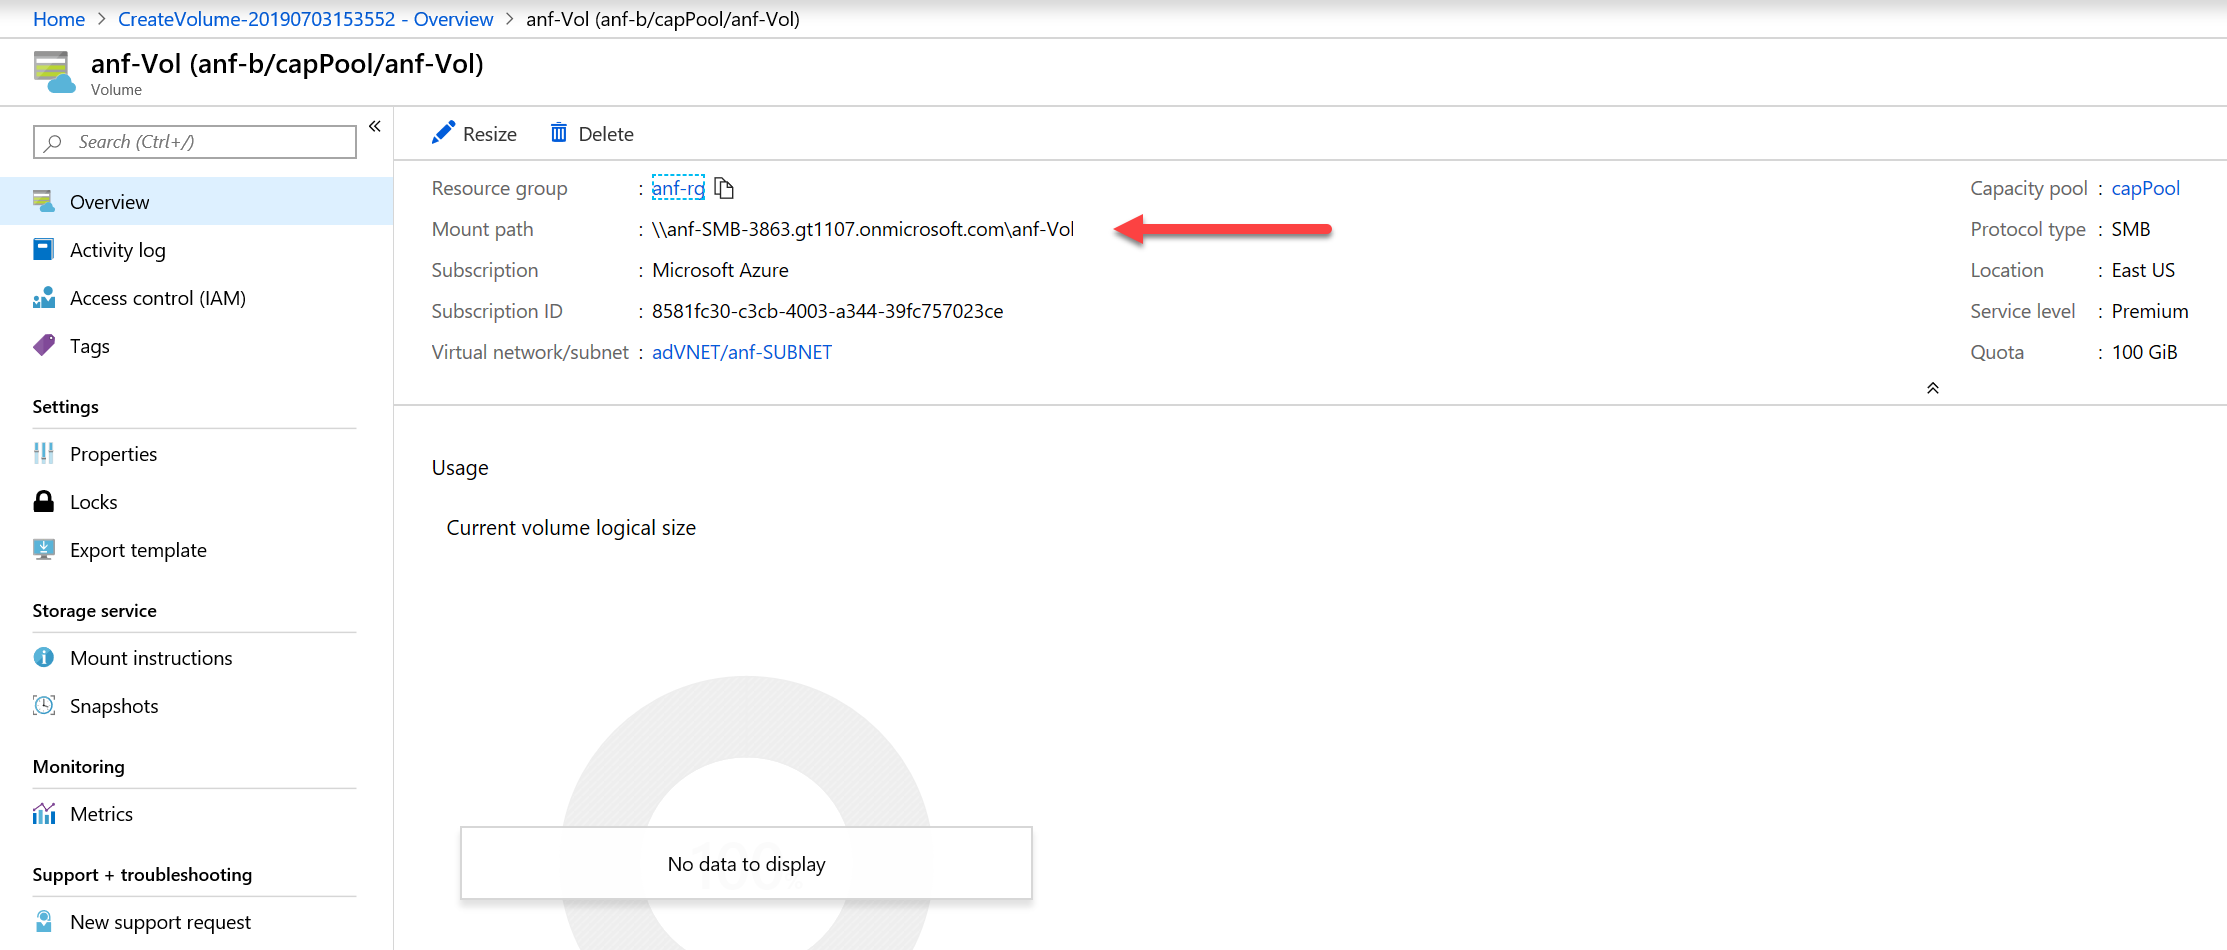 Home > CreateVolume-20190703153552 - Overview > anf-Vol (anf-b/capPool/anf-Vol)
anf-Vol (anf-b/capPool/anf-Vol)
Volume
Search (Ctrl+/)
«
Overview
Activity log
Access control (IAM)
Tags
Settings
Properties
Locks
Export template
Storage service
Mount instructions
Snapshots
Monitoring
Metrics
Support + troubleshooting
New support request
Resize
Delete
Resource group : anf-rg
Mount path : \\anf-SMB-3863.gt1107.onmicrosoft.com\anf-Vol
Subscription : Microsoft Azure
Subscription ID : 8581fc30-c3cb-4003-a344-39fc757023ce
Virtual network/subnet : adVNET/anf-SUBNET
Capacity pool : capPool
Protocol type : SMB
Location : East US
Service level : Premium
Quota : 100 GiB
Usage
Current volume logical size
No data to display